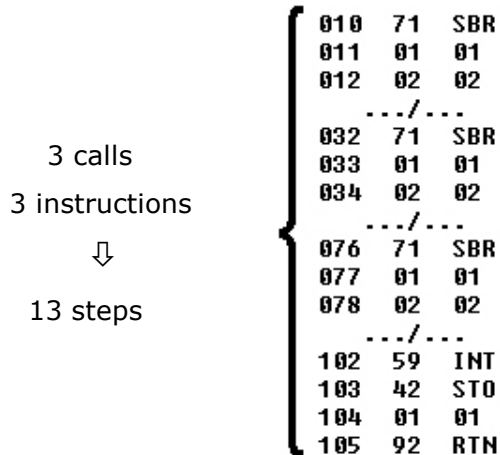 3 calls
3 instructions
⇩
13 steps
010 71 SBR
011 01 01
012 02 02
.../...
032 71 SBR
033 01 01
034 02 02
.../...
076 71 SBR
077 01 01
078 02 02
.../...
102 59 INT
103 42 STO
104 01 01
105 92 RTN